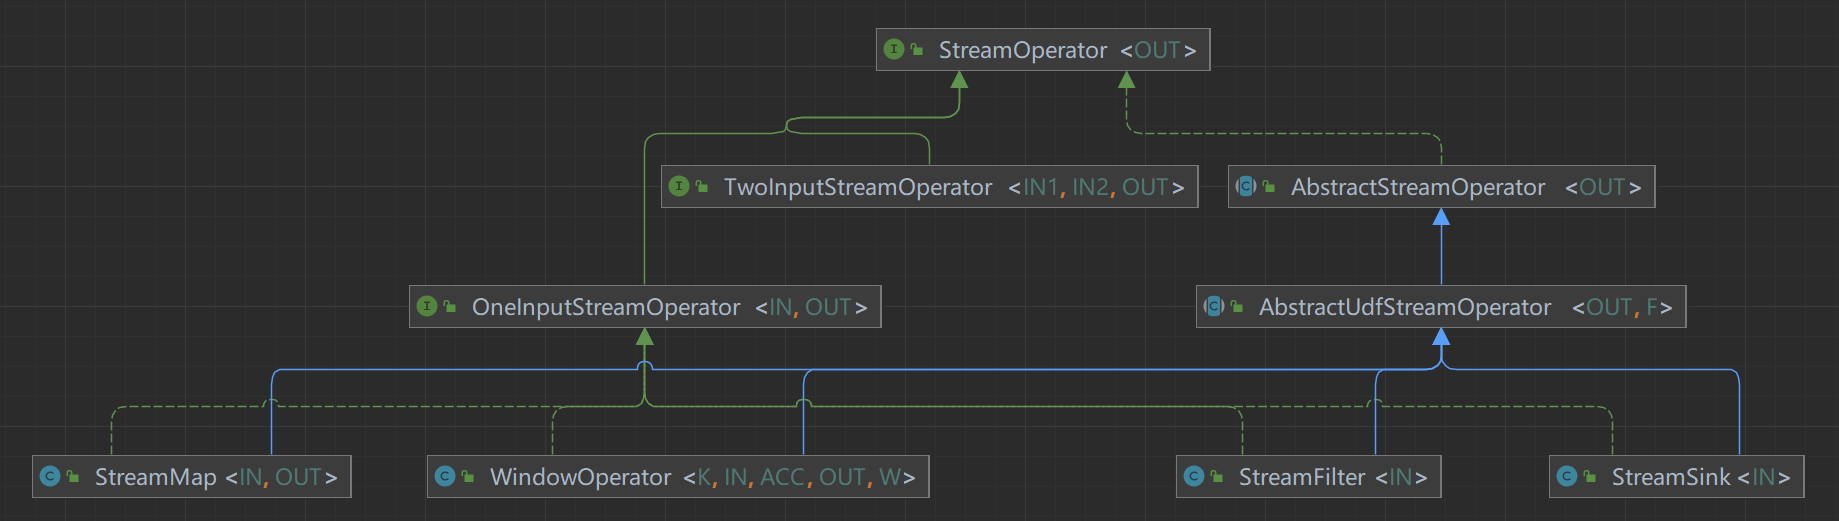 StreamOperator <OUT>
TwoInputStreamOperator <IN1, IN2, OUT>
AbstractStreamOperator <OUT>
OneInputStreamOperator <IN, OUT>
AbstractUdfStreamOperator <OUT, F>
StreamMap <IN, OUT>
WindowOperator <K, IN, ACC, OUT, W>
StreamFilter <IN>
StreamSink <IN>